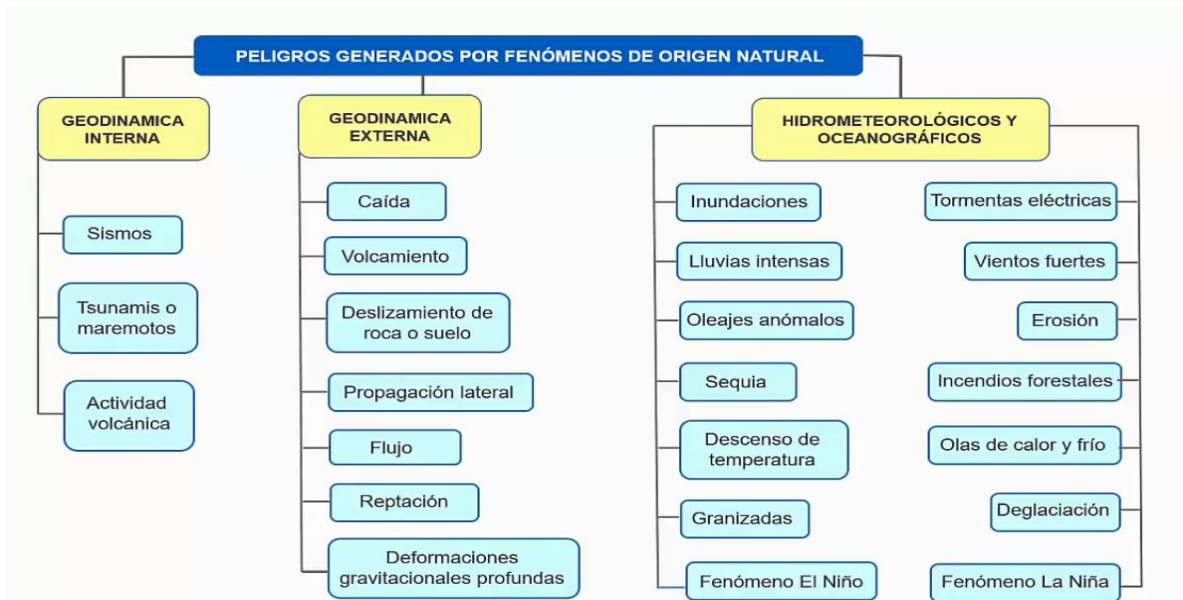 PELIGROS GENERADOS POR FENÓMENOS DE ORIGEN NATURAL
GEODINAMICA
INTERNA
Sismos
Tsunamis o
maremotos
Actividad
volcánica
GEODINAMICA
EXTERNA
Caída
Volcamiento
Deslizamiento de
roca o suelo
Propagación lateral
Flujo
Reptación
Deformaciones
gravitacionales profundas
HIDROMETEOROLÓGICOS Y
OCEANOGRÁFICOS
Inundaciones
Lluvias intensas
Oleajes anómalos
Sequia
Descenso de
temperatura
Granizadas
Fenómeno El Niño
Tormentas eléctricas
Vientos fuertes
Erosión
Incendios forestales
Olas de calor y frío
Deglaciación
Fenómeno La Niña